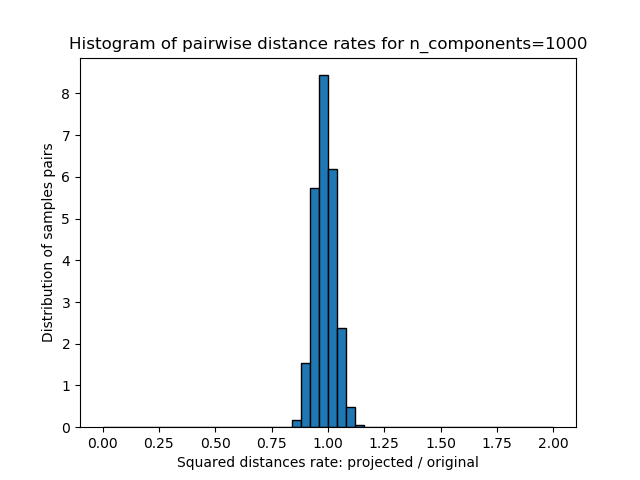 Histogram of pairwise distance rates for n_components=1000
8
7
6
5
4
3
2
1
0
Distribution of samples pairs
0.00 0.25 0.50 0.75 1.00 1.25 1.50 1.75 2.00
Squared distances rate: projected / original